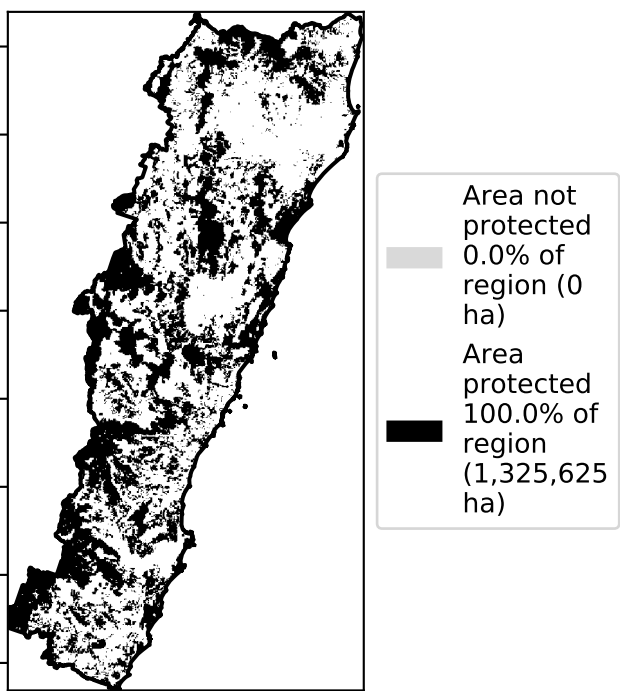 Area not
protected
0.0% of
region (0
ha)
Area
protected
100.0% of
region
(1,325,625
ha)